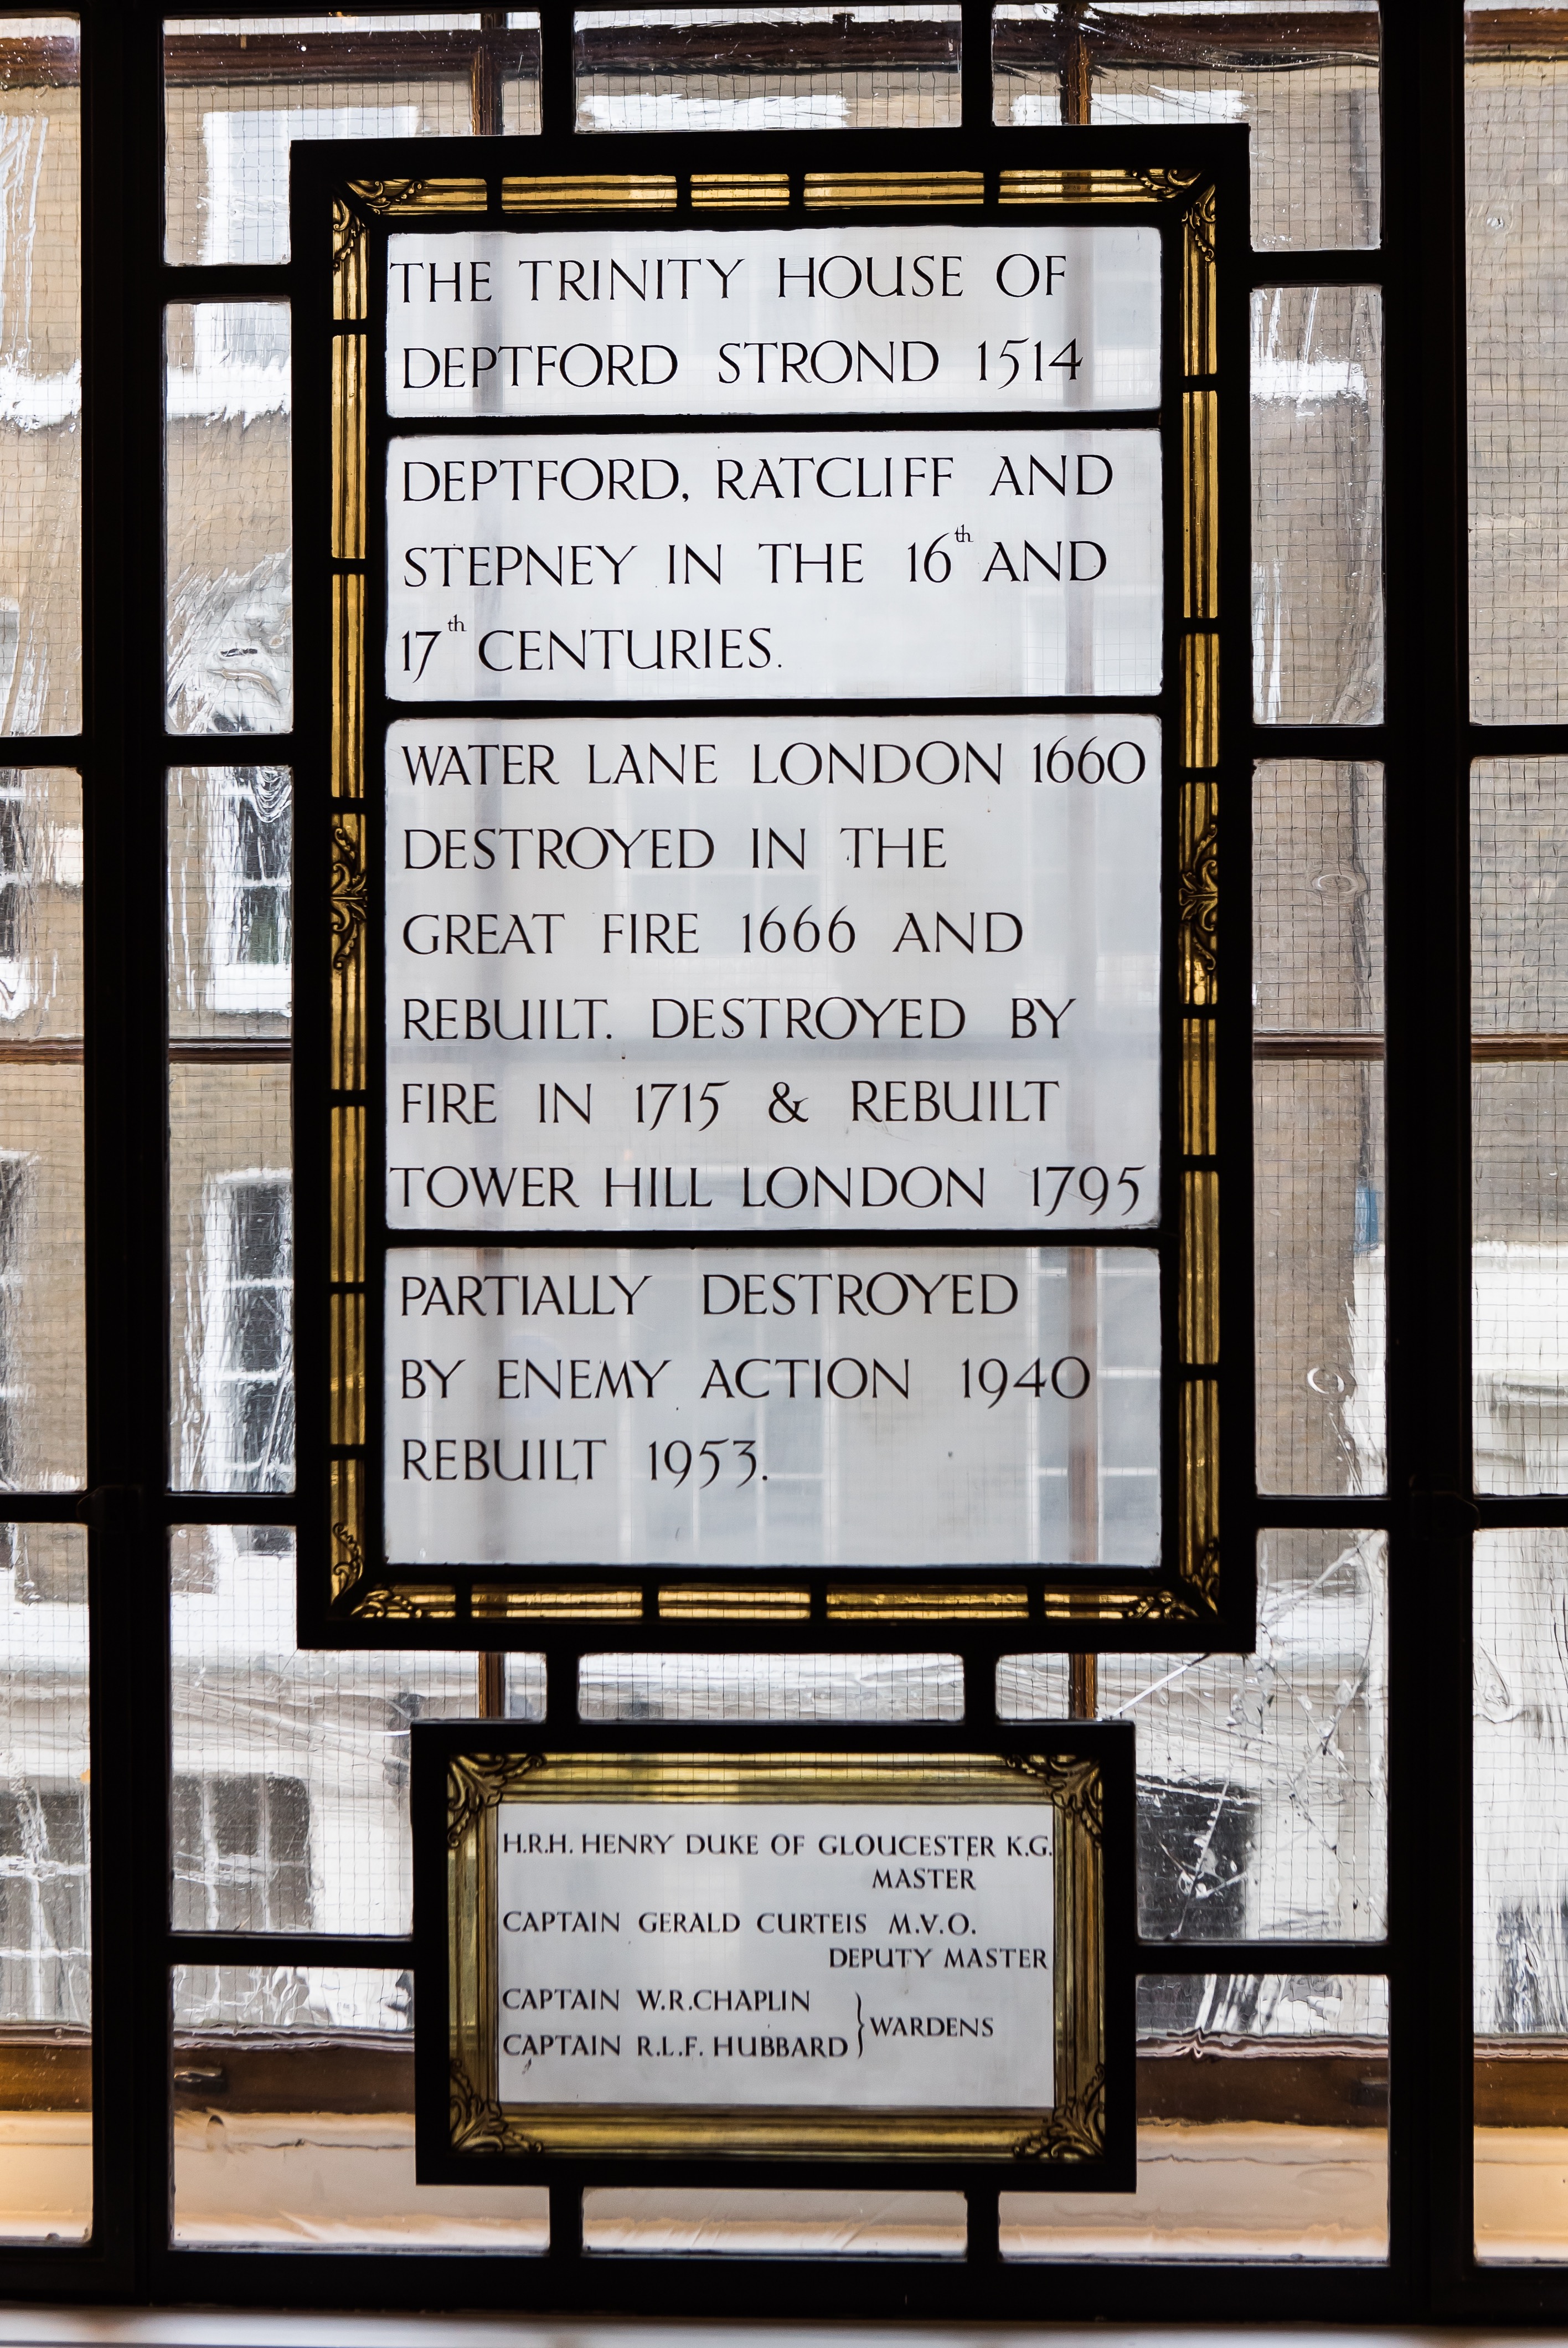 THE TRINITY HOUSE OF
DEPTFORD STROND 1514
DEPTFORD, RATCLIFF AND
STEPNEY IN THE 16th AND
17th CENTURIES.
WATER LANE LONDON 1660
DESTROYED IN THE
GREAT FIRE 1666 AND
REBUILT. DESTROYED BY
FIRE IN 1715 & REBUILT
TOWER HILL LONDON 1795
PARTIALLY DESTROYED
BY ENEMY ACTION 1940
REBUILT 1953.
H.R.H. HENRY DUKE OF GLOUCESTER K.G.
MASTER
CAPTAIN GERALD CURTEIS M.V.O.
DEPUTY MASTER
CAPTAIN W.R.CHAPLIN
CAPTAIN R.L.F. HUBBARD
WARDENS